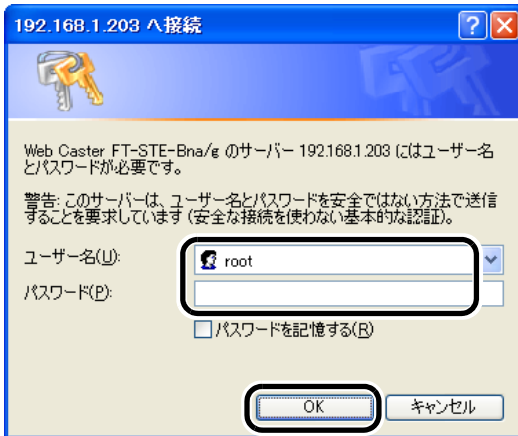 192.168.1.203 へ接続
Web Caster FT-STE-Bna/g のサーバー 192.168.1.203 にはユーザー名
とパスワードが必要です。
警告: このサーバーは、ユーザー名とパスワードを安全ではない方法で送信
することを要求しています (安全な接続を使わない基本的な認証)。
ユーザー名(U):
root
パスワード(P):
パスワードを記憶する(R)
OK
キャンセル